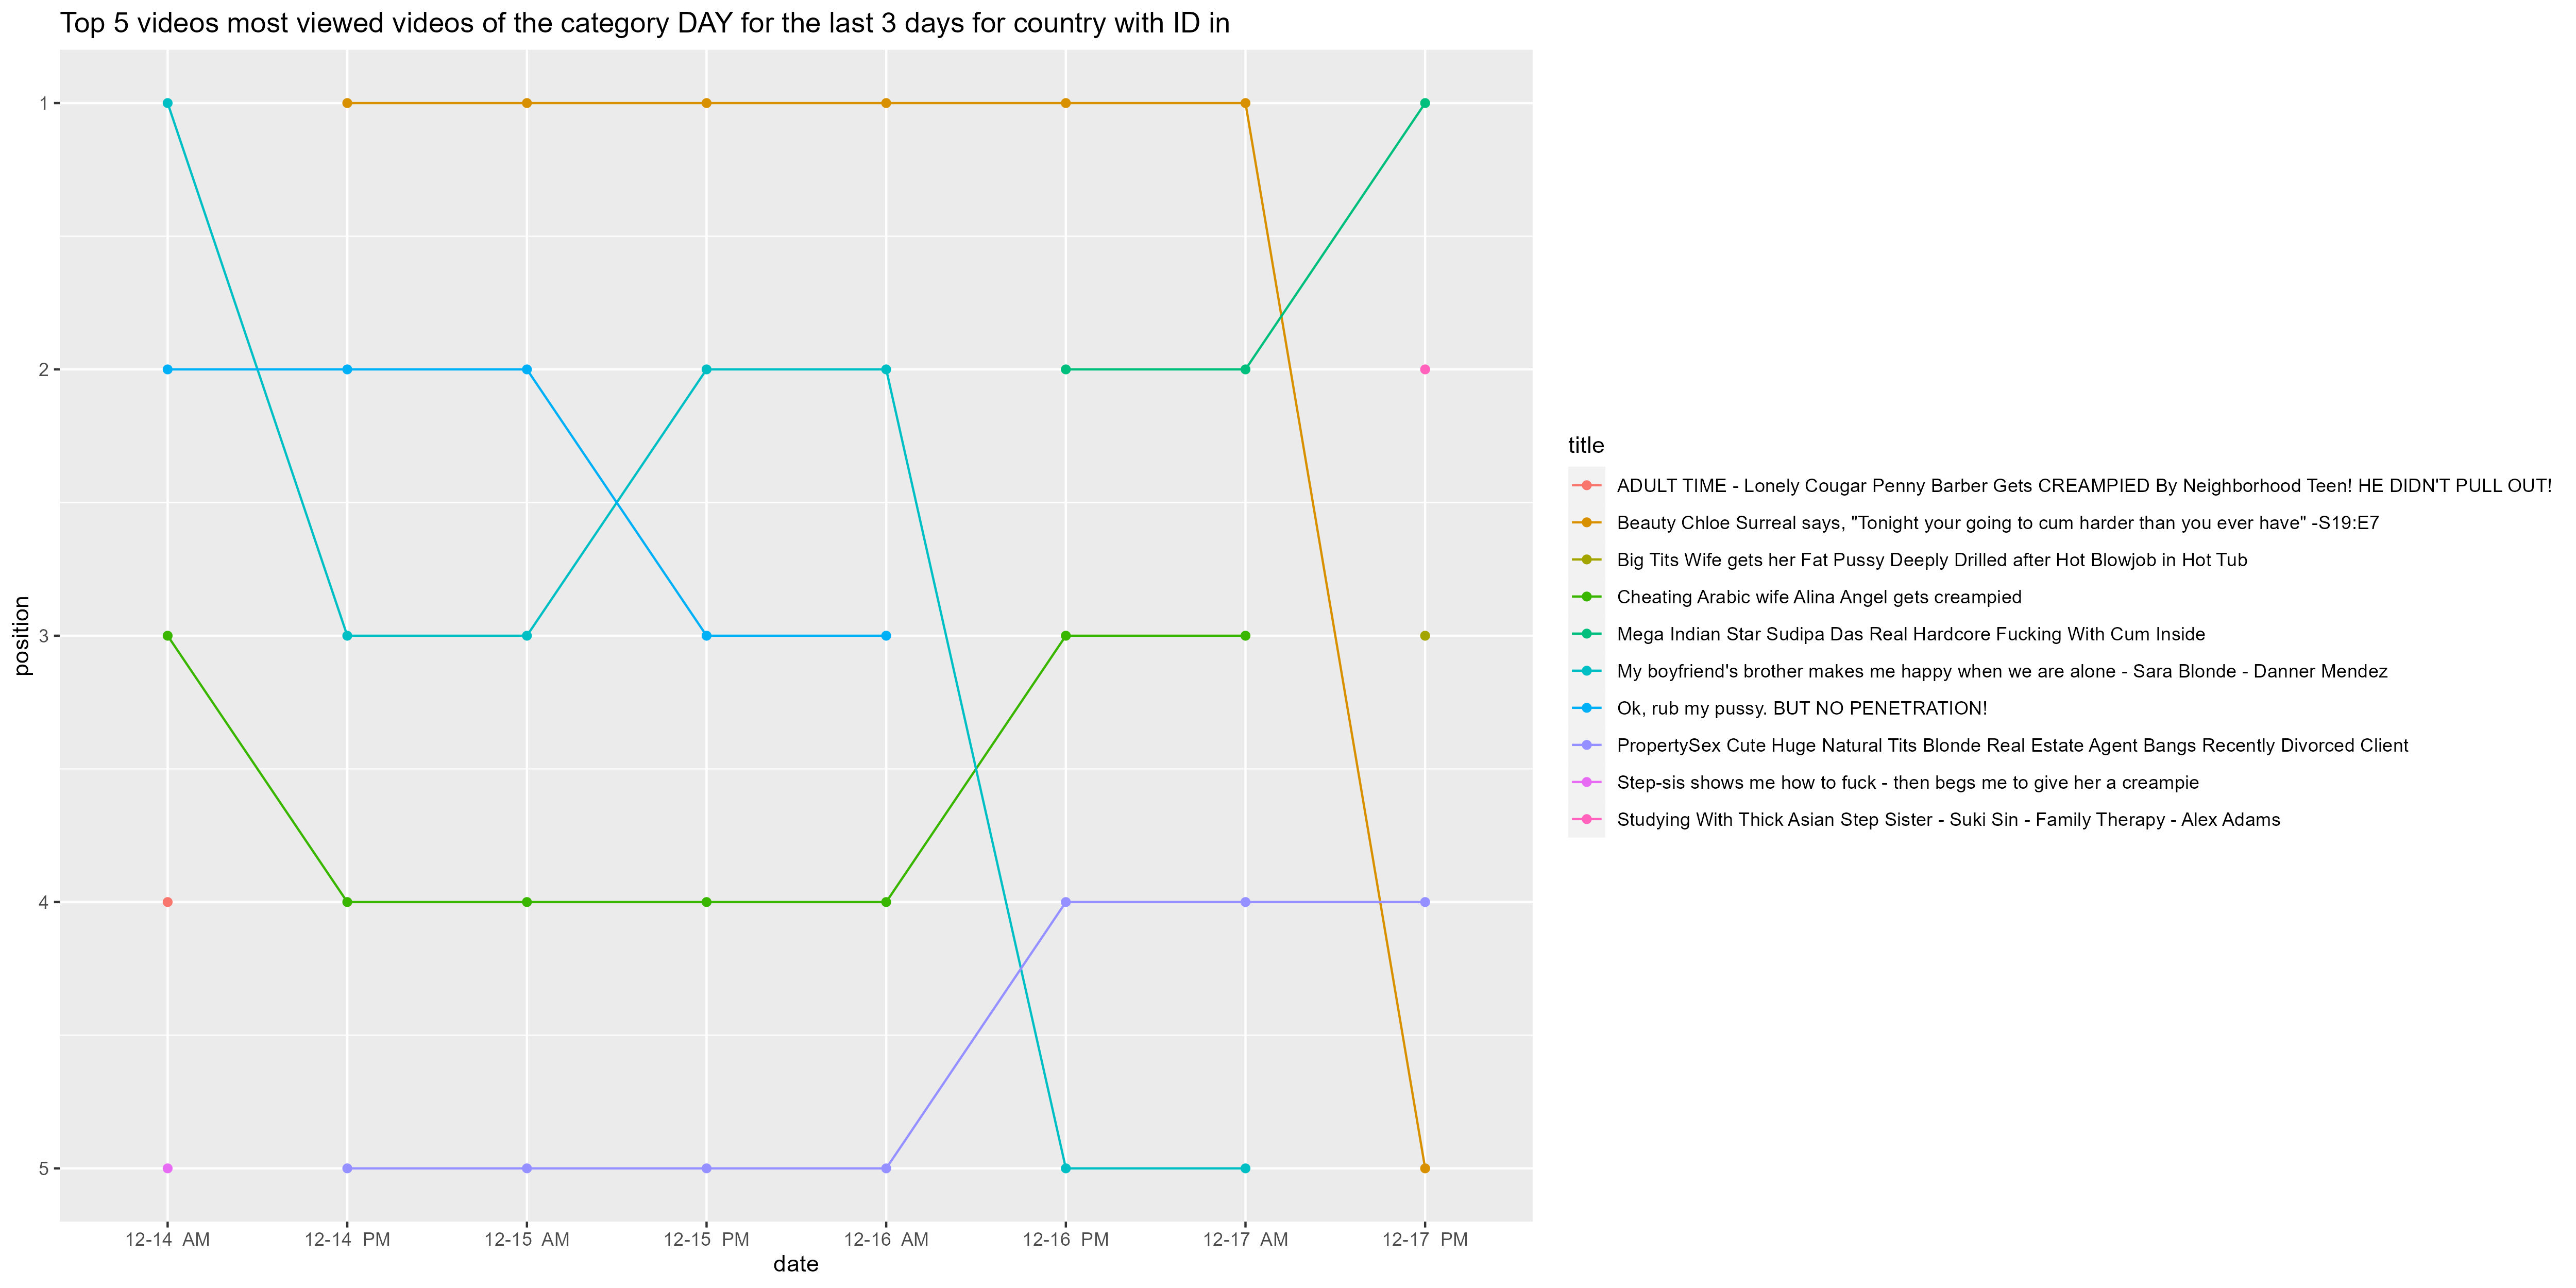 Top 5 videos most viewed videos of the category DAY for the last 3 days for country with ID in
position
1
2
3
4
5
12-14 AM
12-14 PM
12-15 AM
12-15 PM
12-16 AM
12-16 PM
12-17 AM
12-17 PM
date
title
ADULT TIME - Lonely Cougar Penny Barber Gets CREAMPIED By Neighborhood Teen! HE DIDN'T PULL OUT!
Beauty Chloe Surreal says, "Tonight your going to cum harder than you ever have" -S19:E7
Big Tits Wife gets her Fat Pussy Deeply Drilled after Hot Blowjob in Hot Tub
Cheating Arabic wife Alina Angel gets creampied
Mega Indian Star Sudipa Das Real Hardcore Fucking With Cum Inside
My boyfriend's brother makes me happy when we are alone - Sara Blonde - Danner Mendez
Ok, rub my pussy. BUT NO PENETRATION!
PropertySex Cute Huge Natural Tits Blonde Real Estate Agent Bangs Recently Divorced Client
Step-sis shows me how to fuck - then begs me to give her a creampie
Studying With Thick Asian Step Sister - Suki Sin - Family Therapy - Alex Adams